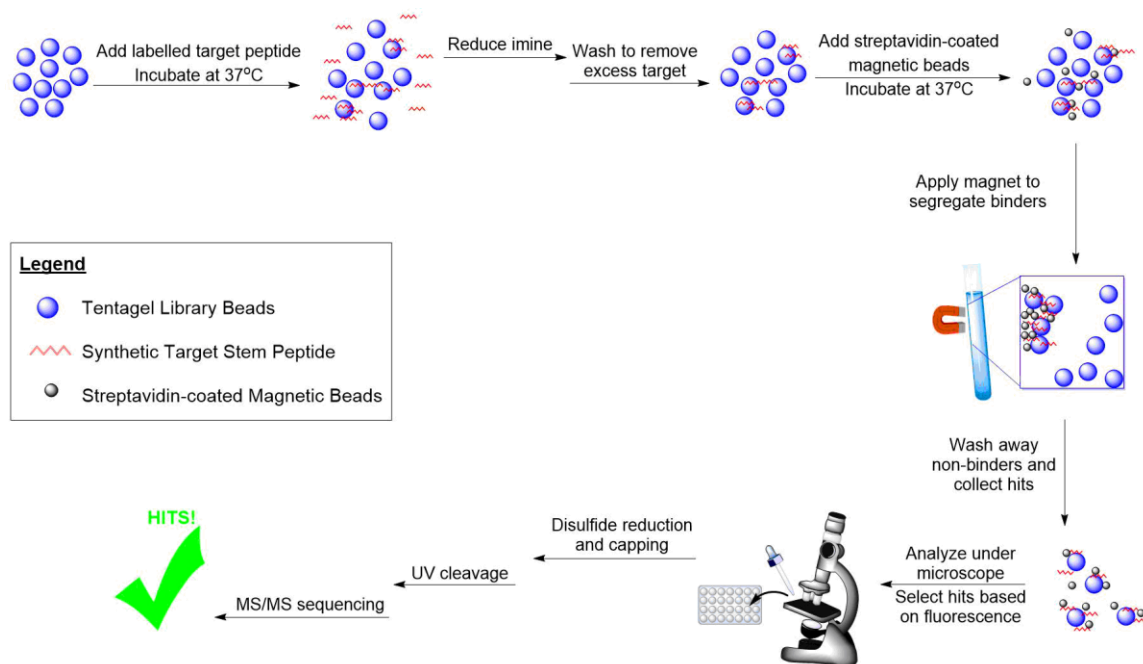 Add labelled target peptide
Incubate at 37°C
Reduce imine
Wash to remove
excess target
Add streptavidin-coated
magnetic beads
Incubate at 37°C
Apply magnet to
segregate binders
Legend
Tentagel Library Beads
Synthetic Target Stem Peptide
Streptavidin-coated Magnetic Beads
Wash away
non-binders and
collect hits
Analyze under
microscope
Select hits based
on fluorescence
Disulfide reduction
and capping
UV cleavage
MS/MS sequencing
HITS!